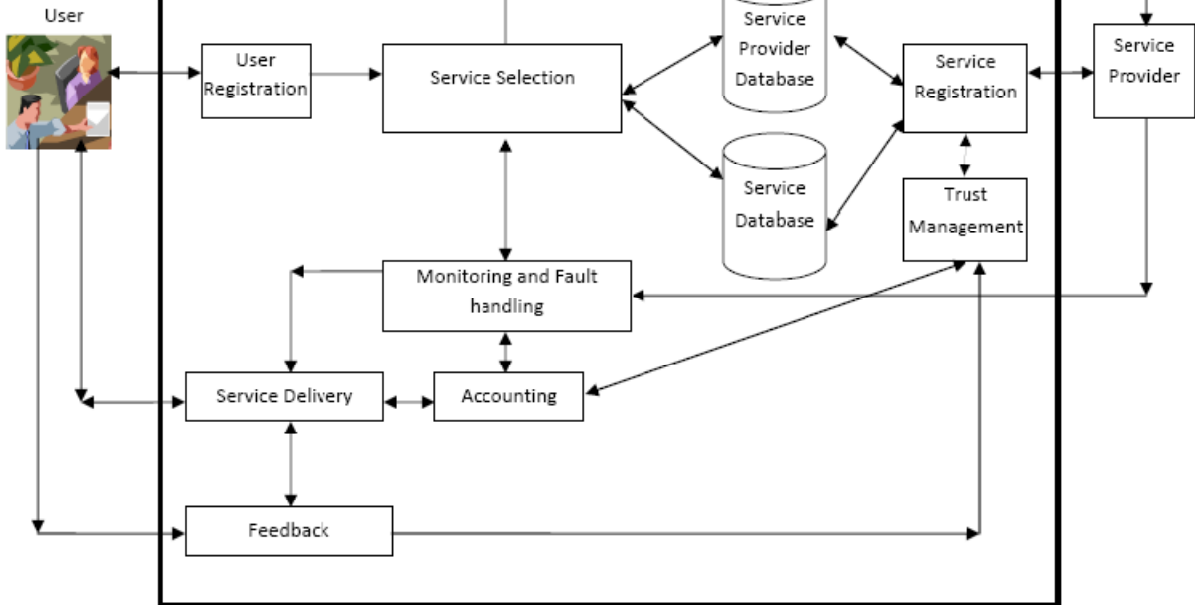 User
User
Registration
Service Selection
Service
Provider
Database
Service
Registration
Service
Provider
Service
Database
Trust
Management
Monitoring and Fault
handling
Service Delivery
Accounting
Feedback